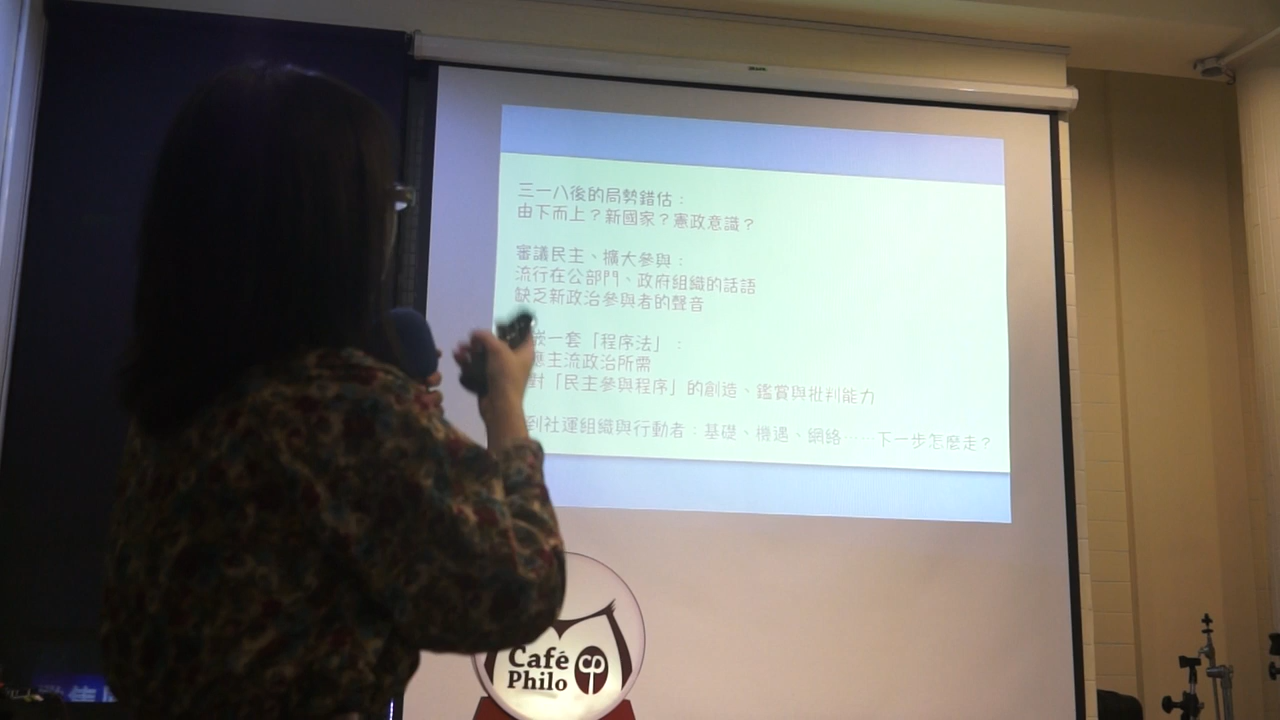 三一八後的局勢錯估：
由下而上？新國家？憲政意識？
審議民主、擴大參與：
流行在公部門、政府組織的話語
缺乏新政治參與者的聲音
一套「程序法」：
應主流政治所需
對「民主參與程序」的創造、鑑賞與批判能力
到社運組織與行動者：基礎、機遇、網絡……下一步怎麼走？
Café
Philo